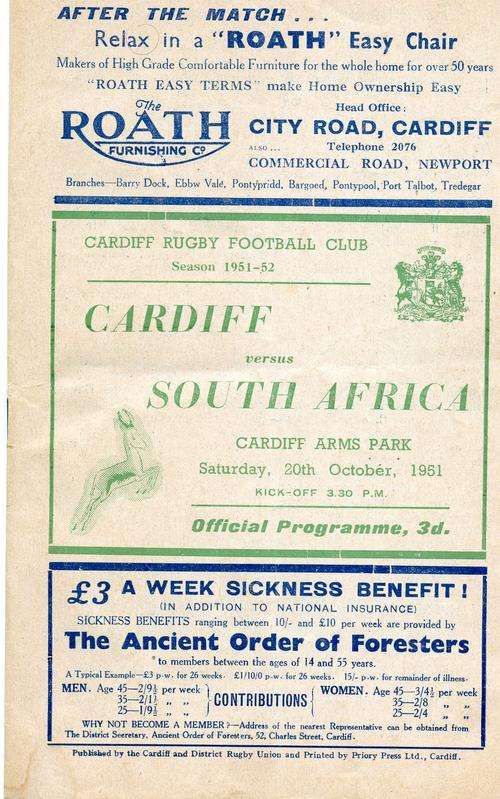 AFTER THE MATCH . . .
Relax in a "ROATH" Easy Chair
Makers of High Grade Comfortable Furniture for the whole home for over 50 years
"ROATH EASY TERMS" make Home Ownership Easy
The
ROATH
FURNISHING Co
Head Office :
CITY ROAD, CARDIFF
ALSO ... Telephone 2076
COMMERCIAL ROAD, NEWPORT
Branches—Barry Dock, Ebbw Vale, Pontypridd, Bargoed, Pontypool, Port Talbot, Tredegar
CARDIFF RUGBY FOOTBALL CLUB
Season 1951-52
CARDIFF
versus
SOUTH AFRICA
CARDIFF ARMS PARK
Saturday, 20th October, 1951
KICK-OFF 3.30 P.M.
Official Programme, 3d.
£3 A WEEK SICKNESS BENEFIT!
(IN ADDITION TO NATIONAL INSURANCE)
SICKNESS BENEFITS ranging between 10/- and £10 per week are provided by
The Ancient Order of Foresters
to members between the ages of 14 and 55 years.
A Typical Example—£3 p.w. for 26 weeks. £1/10/0 p.w. for 26 weeks. 15/- p.w. for remainder of illness.
MEN. Age 45—2/9½ per week
35—2/1½ " "
25—1/9½ " "
CONTRIBUTIONS
WOMEN. Age 45—3/4½ per week
35—2/8 " "
25—2/4 " "
WHY NOT BECOME A MEMBER?—Address of the nearest Representative can be obtained from
The District Secretary, Ancient Order of Foresters, 52, Charles Street, Cardiff.
Published by the Cardiff and District Rugby Union and Printed by Priory Press Ltd., Cardiff.